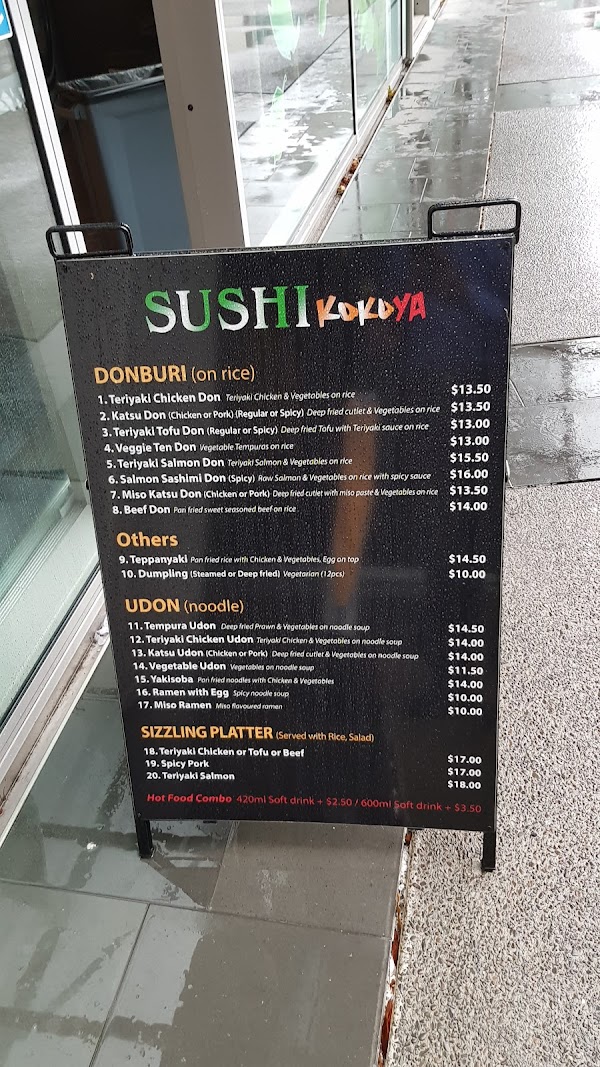 SUSHI KOKOYA
DONBURI (on rice)
1. Teriyaki Chicken Don Teriyaki Chicken & Vegetables on rice $13.50
2. Katsu Don (Chicken or Pork) (Regular or Spicy) Deep fried cutlet & Vegetables on rice $13.50
3. Teriyaki Tofu Don (Regular or Spicy) Deep fried Tofu with Teriyaki sauce on rice $13.00
4. Veggie Ten Don Vegetable Tempuras on rice $13.00
5. Teriyaki Salmon Don Teriyaki Salmon & Vegetables on rice $15.50
6. Salmon Sashimi Don (Spicy) Raw Salmon & Vegetables on rice with spicy sauce $16.00
7. Miso Katsu Don (Chicken or Pork) Deep fried cutlet with miso paste & Vegetables on rice $13.50
8. Beef Don Pan fried sweet seasoned beef on rice $14.00
Others
9. Teppanyaki Pan fried rice with Chicken & Vegetables, Egg on top $14.50
10. Dumpling (Steamed or Deep fried) Vegetarian (12pcs) $10.00
UDON (noodle)
11. Tempura Udon Deep fried Prawn & Vegetables on noodle soup $14.50
12. Teriyaki Chicken Udon Teriyaki Chicken & Vegetables on noodle soup $14.00
13. Katsu Udon (Chicken or Pork) Deep fried cutlet & Vegetables on noodle soup $14.00
14. Vegetable Udon Vegetables on noodle soup $11.50
15. Yakisoba Pan fried noodles with Chicken & Vegetables $14.00
16. Ramen with Egg Spicy noodle soup $10.00
17. Miso Ramen Miso flavoured ramen $10.00
SIZZLING PLATTER (Served with Rice, Salad)
18. Teriyaki Chicken or Tofu or Beef $17.00
19. Spicy Pork $17.00
20. Teriyaki Salmon $18.00
Hot Food Combo 420ml Soft drink + $2.50 / 600ml Soft drink + $3.50